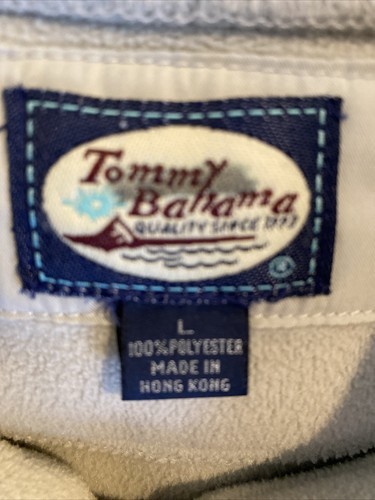 Tommy
Bahama
QUALITY SINCE 1993
®
L
100% POLYESTER
MADE IN
HONG KONG